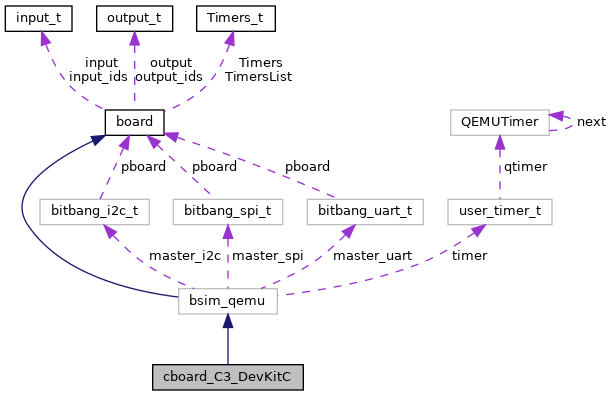 input_t
output_t
Timers_t
input
input_ids
output
output_ids
Timers
TimersList
board
QEMUTimer
next
pboard
pboard
pboard
qtimer
bitbang_i2c_t
bitbang_spi_t
bitbang_uart_t
user_timer_t
master_i2c
master_spi
master_uart
timer
bsim_qemu
cboard_C3_DevKitC